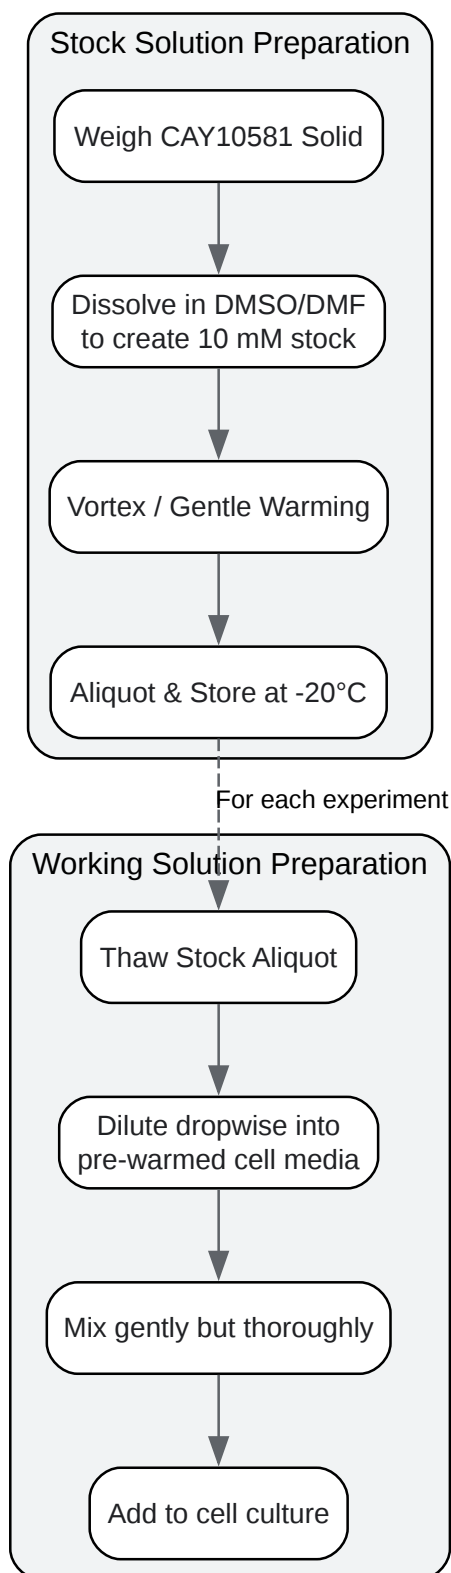 Stock Solution Preparation
Weigh CAY10581 Solid
Dissolve in DMSO/DMF
to create 10 mM stock
Vortex / Gentle Warming
Aliquot & Store at -20°C
For each experiment
Working Solution Preparation
Thaw Stock Aliquot
Dilute dropwise into
pre-warmed cell media
Mix gently but thoroughly
Add to cell culture